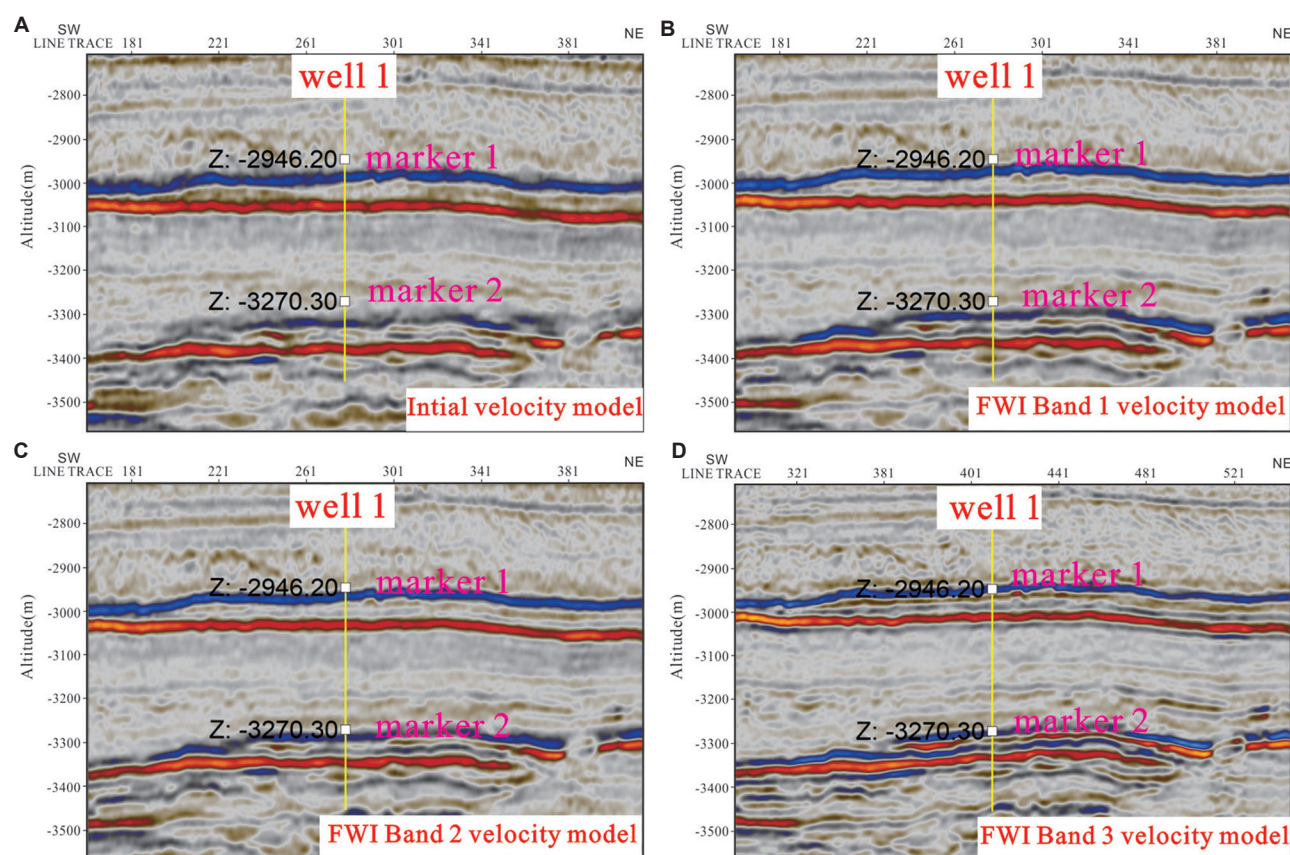 A
SW
NE
LINE TRACE 181 221 261 301 341 381
well 1
-2800
-2900
Z: -2946.20 marker 1
-3000
-3100
Altitude(m)
-3200
Z: -3270.30 marker 2
-3300
-3400
-3500
Intial velocity model
B
SW
NE
LINE TRACE 181 221 261 301 341 381
well 1
-2800
-2900
Z: -2946.20 marker 1
-3000
-3100
Altitude(m)
-3200
Z: -3270.30 marker 2
-3300
-3400
-3500
FWI Band 1 velocity model
C
SW
NE
LINE TRACE 181 221 261 301 341 381
well 1
-2800
-2900
Z: -2946.20 marker 1
-3000
-3100
Altitude(m)
-3200
Z: -3270.30 marker 2
-3300
-3400
-3500
FWI Band 2 velocity model
D
SW
NE
LINE TRACE 321 381 401 441 481 521
well 1
-2800
-2900
Z: -2946.20 marker 1
-3000
-3100
Altitude(m)
-3200
Z: -3270.30 marker 2
-3300
-3400
-3500
FWI Band 3 velocity model